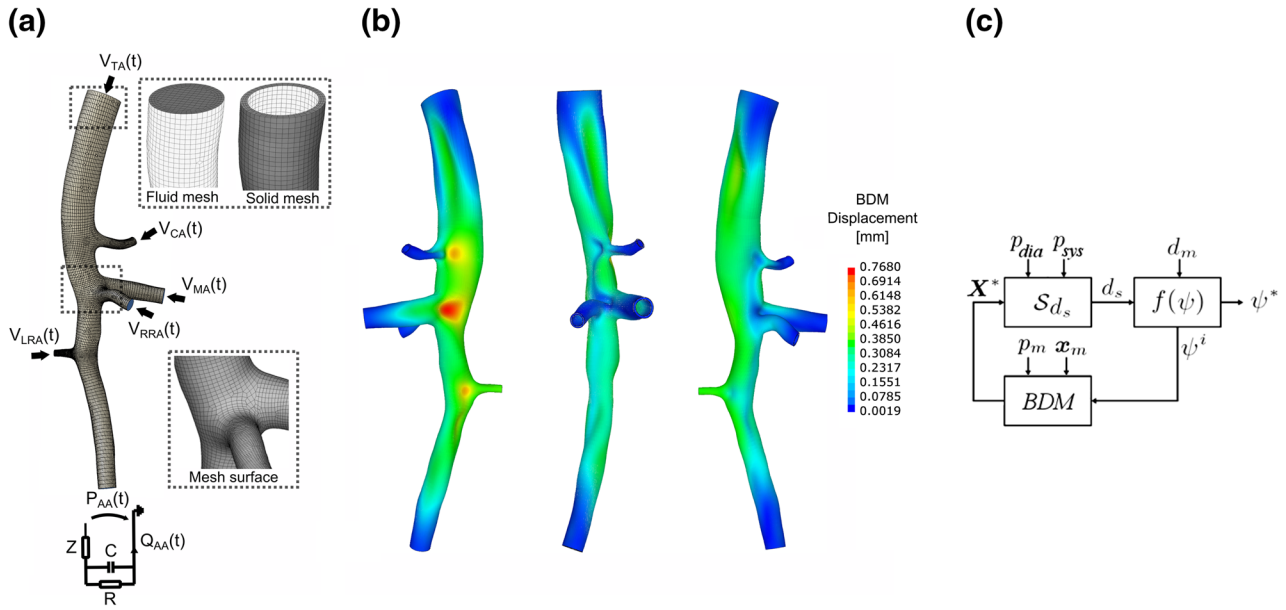 (a)
V_TA(t)
Fluid mesh
Solid mesh
V_CA(t)
V_MA(t)
V_RRA(t)
V_LRA(t)
Mesh surface
P_AA(t)
Q_AA(t)
Z
C
R
(b)
BDM
Displacement
[mm]
0.7680
0.6914
0.6148
0.5382
0.4616
0.3850
0.3084
0.2317
0.1551
0.0785
0.0019
(c)
p_dia p_sys
d_m
X*
S_d_s
d_s
f(ψ)
ψ*
p_m x_m
ψ^i
BDM